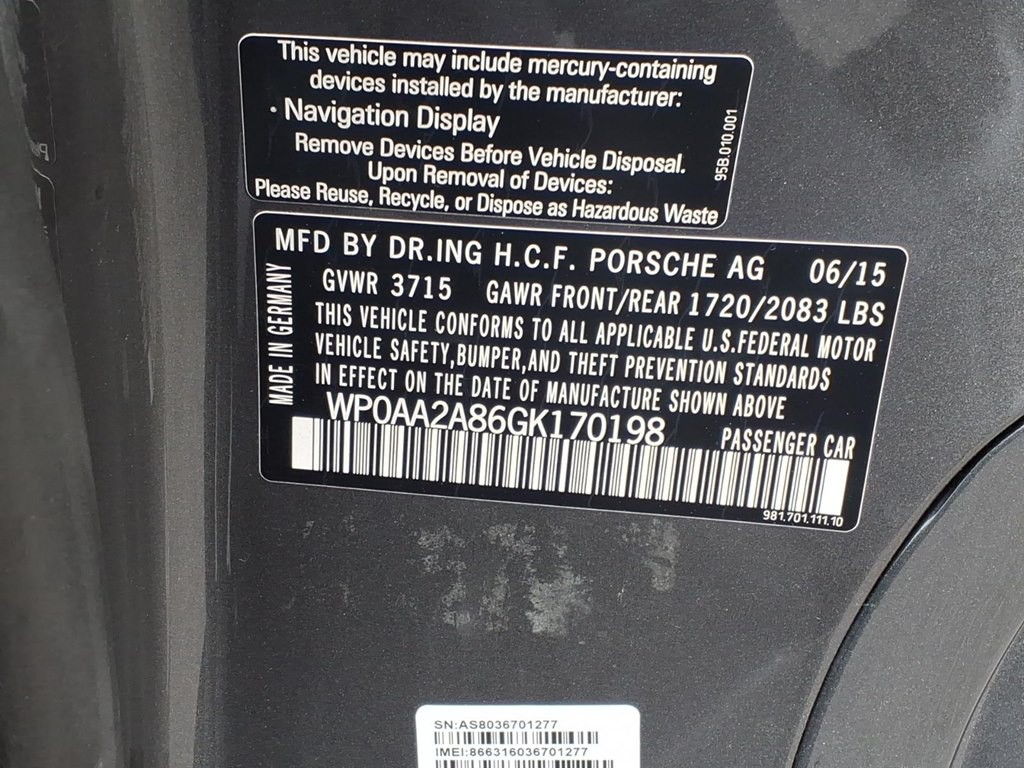 This vehicle may include mercury-containing
devices installed by the manufacturer:
· Navigation Display
Remove Devices Before Vehicle Disposal.
Upon Removal of Devices:
Please Reuse, Recycle, or Dispose as Hazardous Waste
95B.010.001
MFD BY DR.ING H.C.F. PORSCHE AG 06/15
GVWR 3715 GAWR FRONT/REAR 1720/2083 LBS
THIS VEHICLE CONFORMS TO ALL APPLICABLE U.S.FEDERAL MOTOR
VEHICLE SAFETY,BUMPER,AND THEFT PREVENTION STANDARDS
IN EFFECT ON THE DATE OF MANUFACTURE SHOWN ABOVE
MADE IN GERMANY
WP0AA2A86GK170198 PASSENGER CAR
981.701.111.10
SN:AS8036701277
IMEI:866316036701277